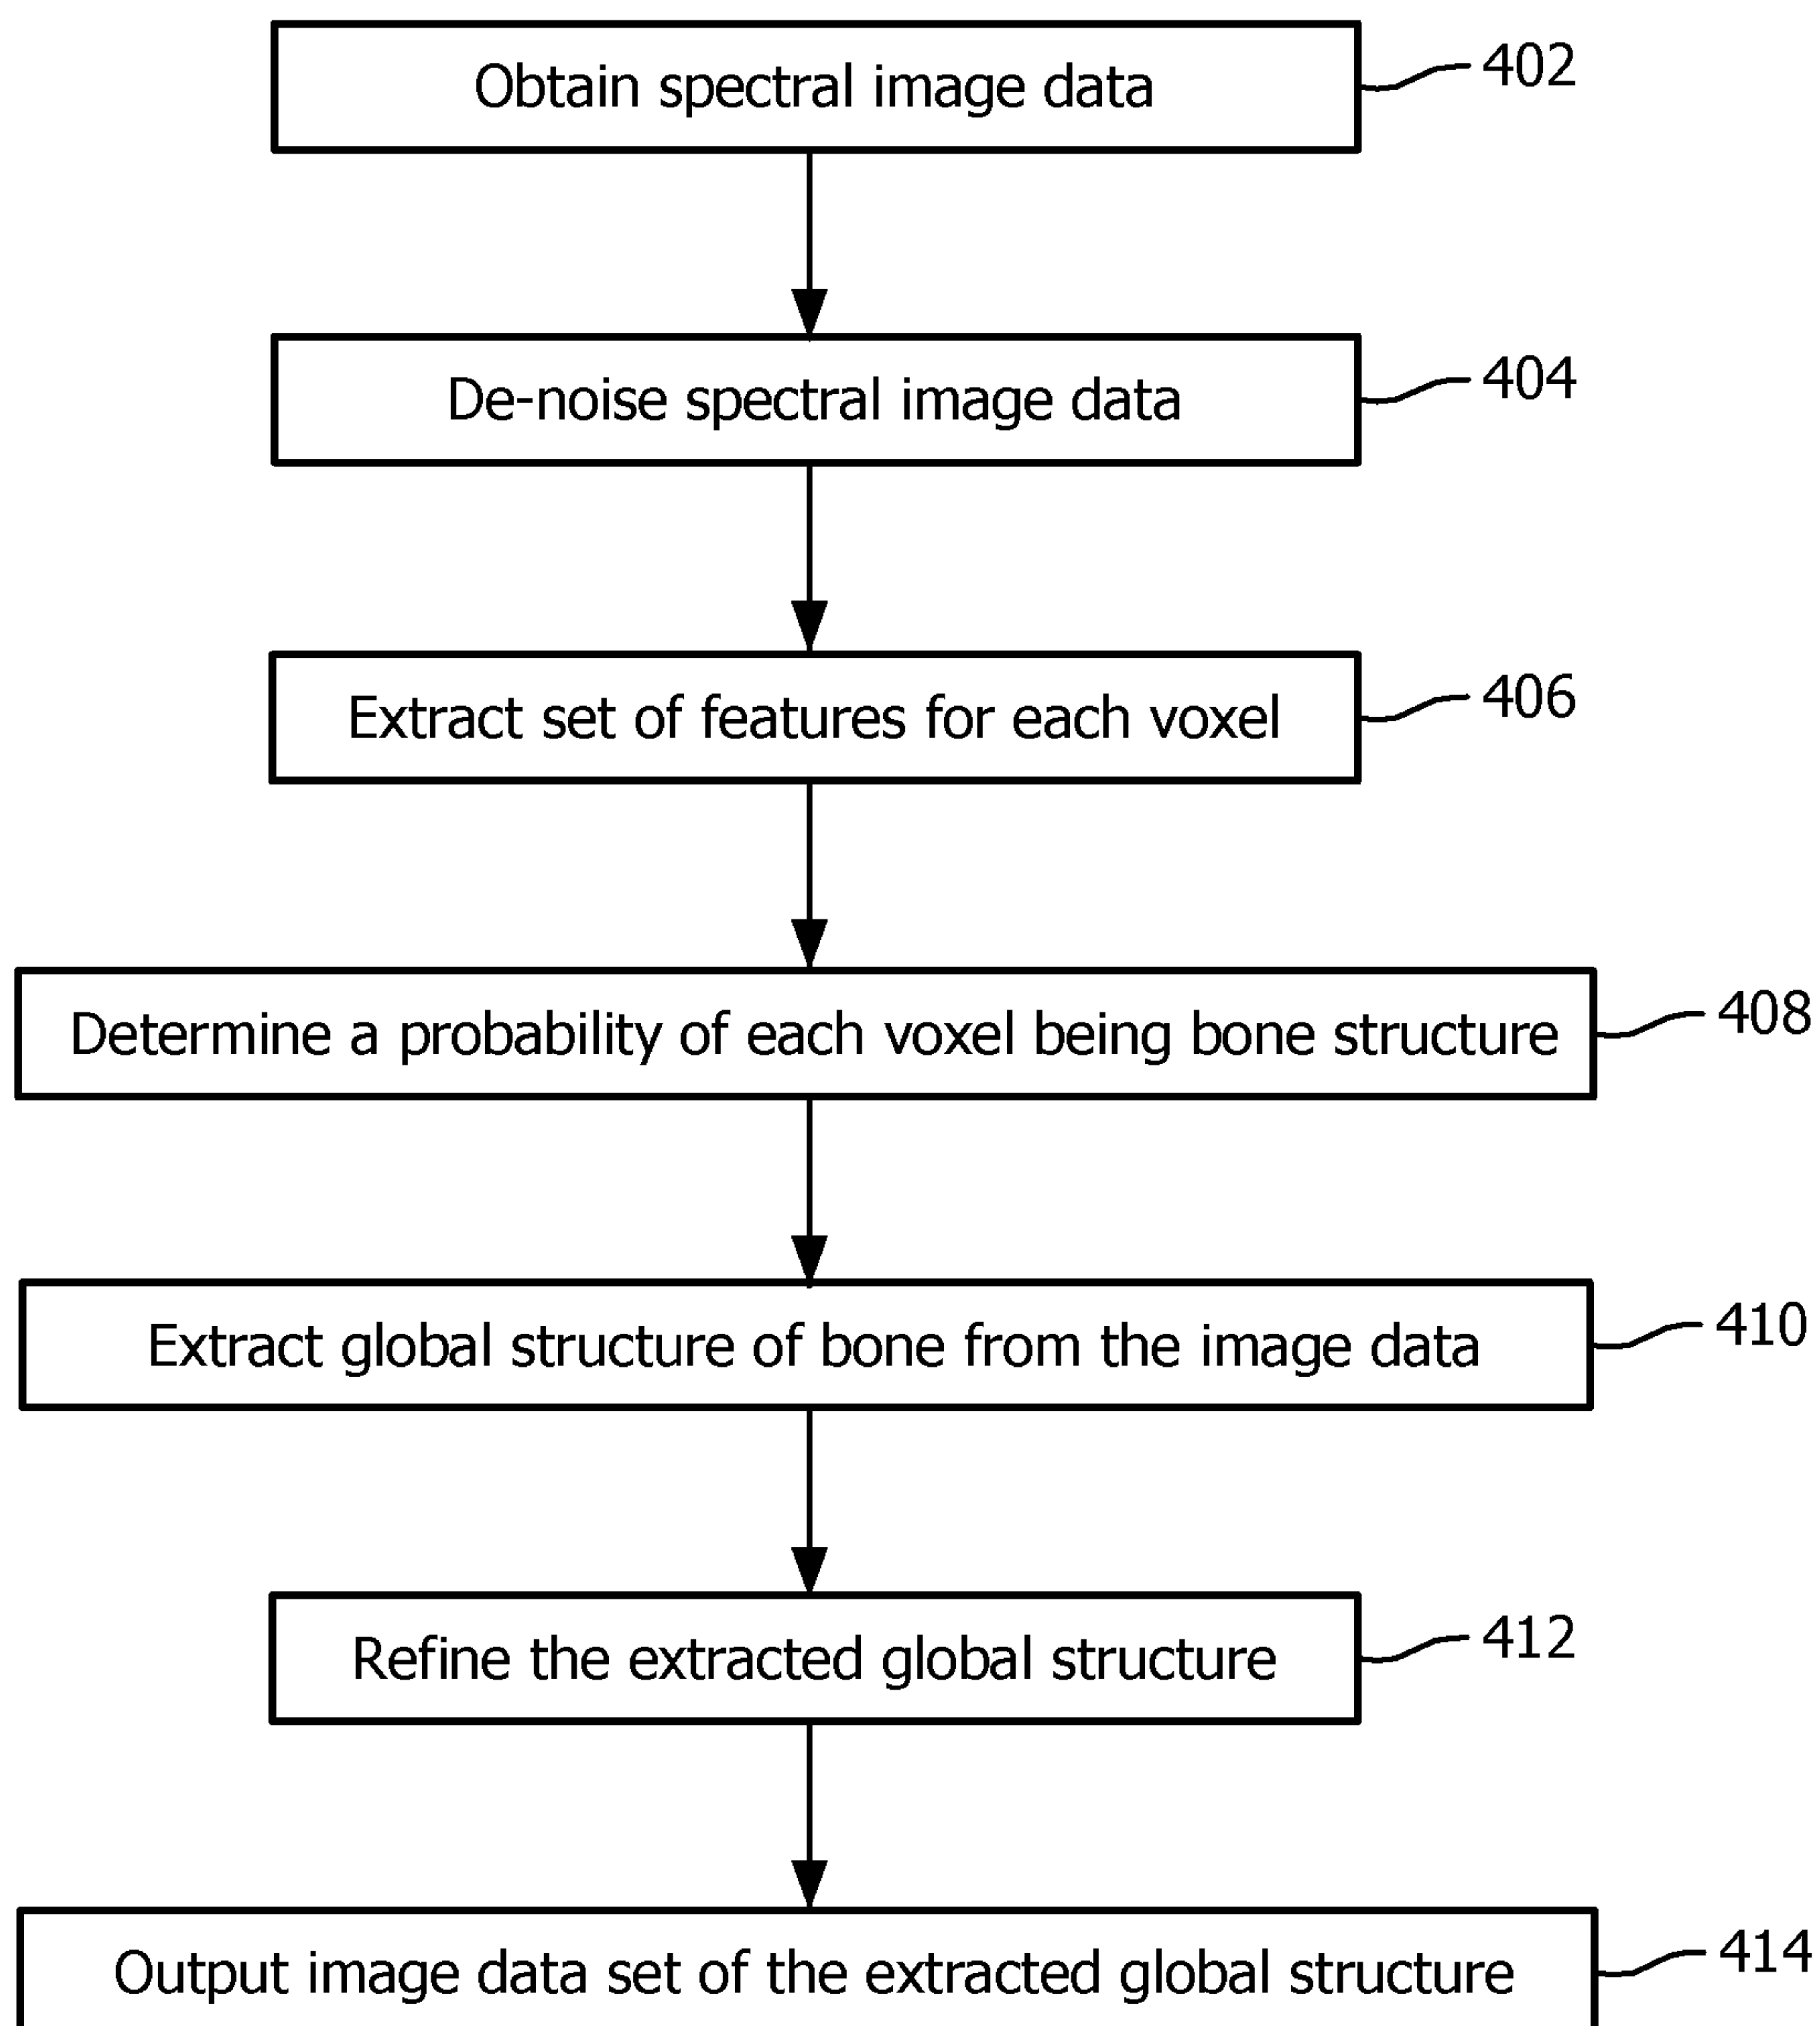 Obtain spectral image data
402
De-noise spectral image data
404
Extract set of features for each voxel
406
Determine a probability of each voxel being bone structure
408
Extract global structure of bone from the image data
410
Refine the extracted global structure
412
Output image data set of the extracted global structure
414